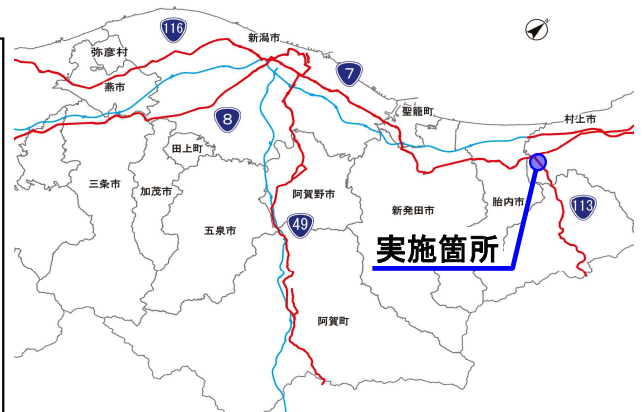 116
新潟市
弥彦村
7
燕市
聖籠町
8
村上市
田上町
三条市
加茂市
阿賀野市
新発田市
胎内市
113
五泉市
49
実施箇所
阿賀町